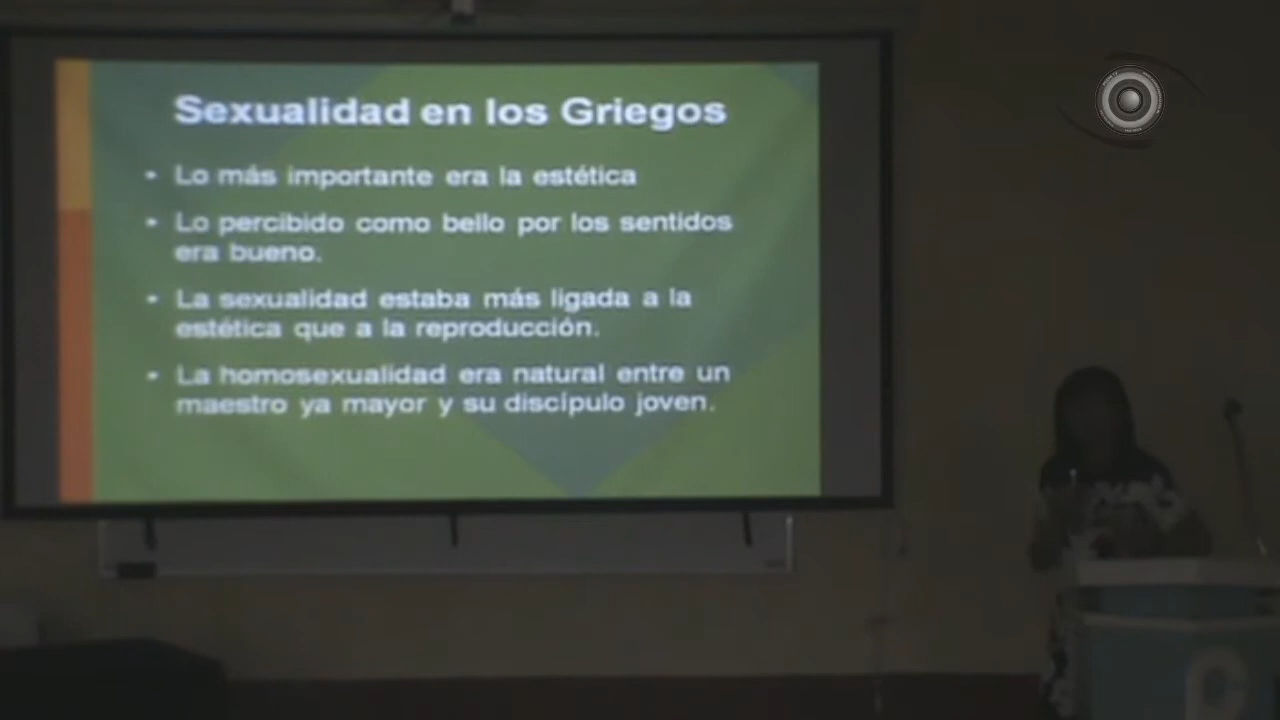 Sexualidad en los Griegos
• Lo más importante era la estética
• Lo percibido como bello por los sentidos
era bueno.
• La sexualidad estaba más ligada a la
estética que a la reproducción.
• La homosexualidad era natural entre un
maestro ya mayor y su discípulo joven.